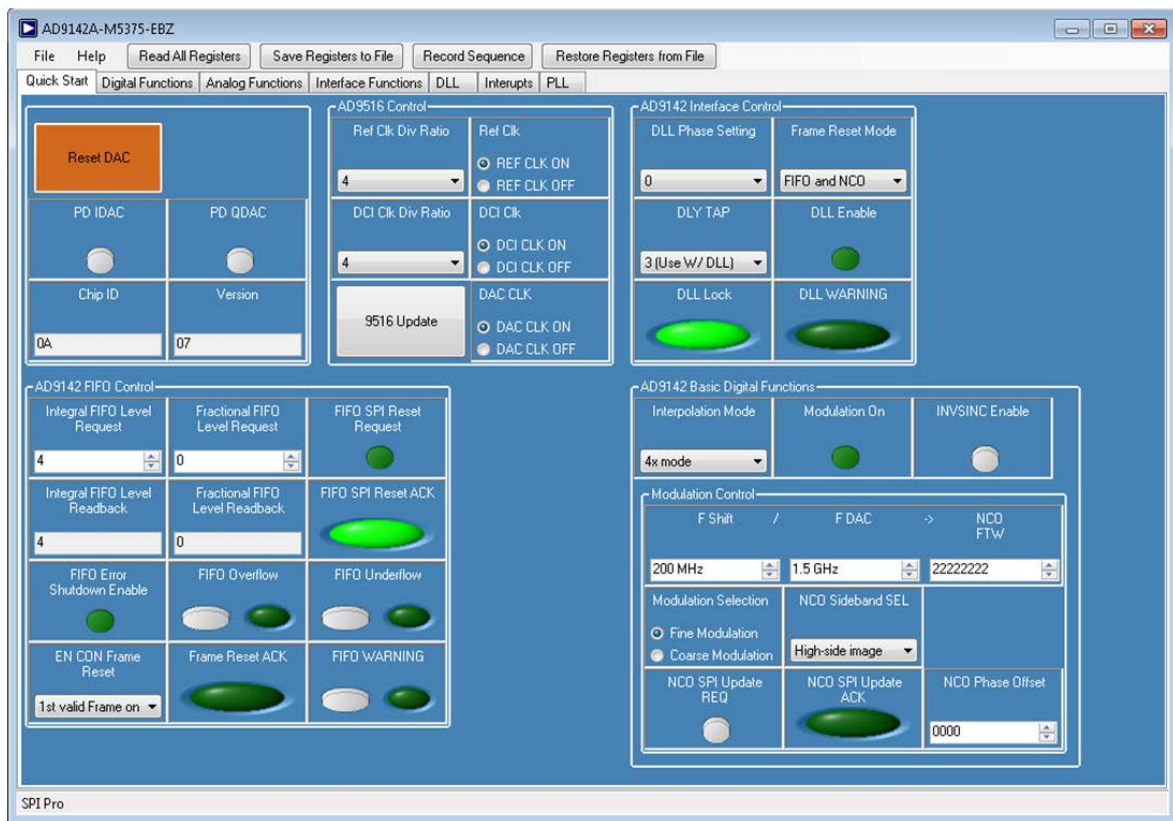 AD9142A-M5375-EBZ
File Help Read All Registers Save Registers to File Record Sequence Restore Registers from File
Quick Start Digital Functions Analog Functions Interface Functions DLL Interupts PLL
Reset DAC
PD IDAC PD QDAC
Chip ID Version
0A 07
AD9516 Control
Ref Clk Div Ratio Ref Clk
REF CLK ON
4 REF CLK OFF
DCI Clk Div Ratio DCI Clk
DCI CLK ON
4 DCI CLK OFF
9516 Update DAC CLK
DAC CLK ON
DAC CLK OFF
AD9142 Interface Control
DLL Phase Setting Frame Reset Mode
0 FIFO and NCO
DLY TAP DLL Enable
3 (Use W/ DLL)
DLL Lock DLL WARNING
AD9142 FIFO Control
Integral FIFO Level Request Fractional FIFO Level Request FIFO SPI Reset Request
4 0
Integral FIFO Level Readback Fractional FIFO Level Readback FIFO SPI Reset ACK
4 0
FIFO Error Shutdown Enable FIFO Overflow FIFO Underflow
EN CON Frame Reset Frame Reset ACK FIFO WARNING
1st valid Frame on
AD9142 Basic Digital Functions
Interpolation Mode Modulation On INVSINC Enable
4x mode
Modulation Control
F Shift / F DAC -> NCO FTW
200 MHz 1.5 GHz 22222222
Modulation Selection NCO Sideband SEL
Fine Modulation
Coarse Modulation High-side image
NCO SPI Update REQ NCO SPI Update ACK NCO Phase Offset
0000
SPI Pro